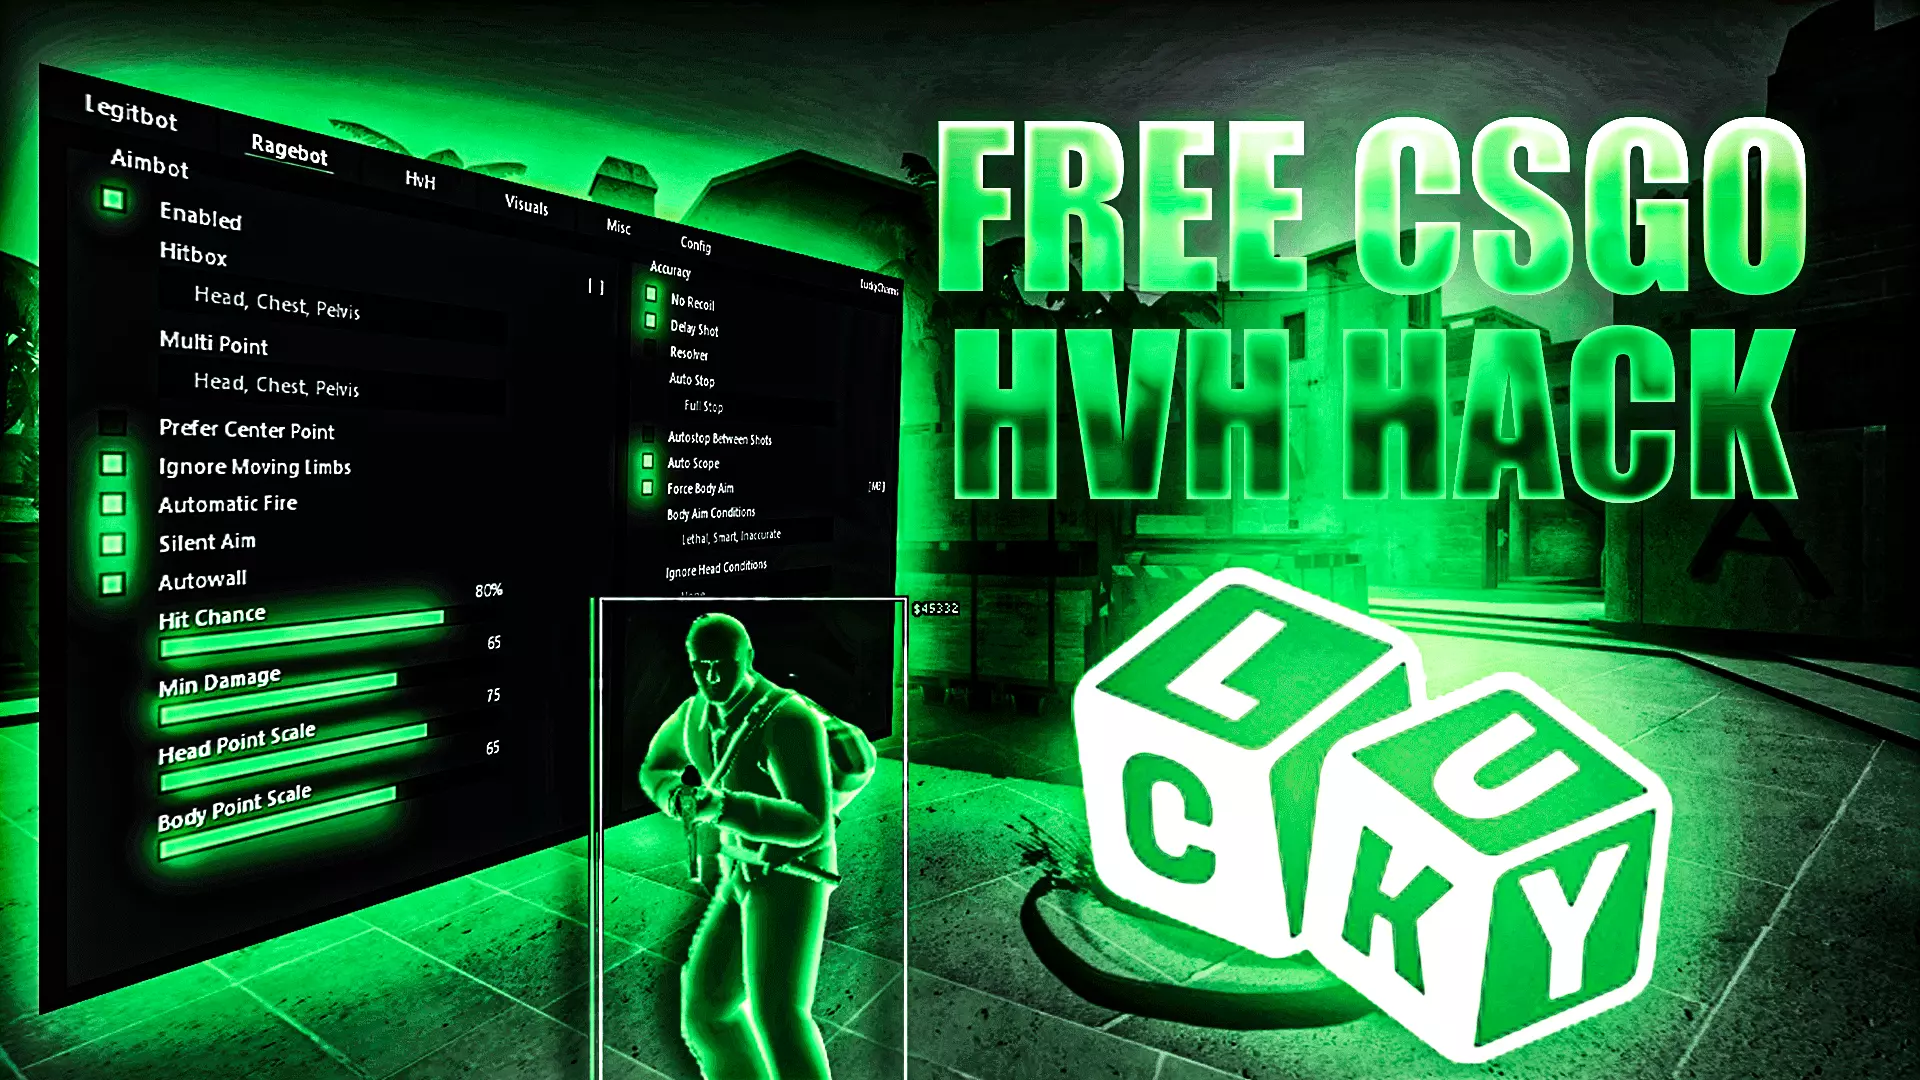 Legitbot
Ragebot
HvH
Visuals
Misc
Config
LuckyCharms
Aimbot
Enabled
Hitbox
[ ]
Head, Chest, Pelvis
Multi Point
Head, Chest, Pelvis
Prefer Center Point
Ignore Moving Limbs
Automatic Fire
Silent Aim
Autowall
Hit Chance
80%
Min Damage
65
Head Point Scale
75
Body Point Scale
65
Accuracy
No Recoil
Delay Shot
Resolver
Auto Stop
Full Stop
Autostop Between Shots
Auto Scope
Force Body Aim
[M3]
Body Aim Conditions
Lethal, Smart, Inaccurate
Ignore Head Conditions
None
$45332
FREE CSGO
HVH HACK
L
U
C
K
Y
A